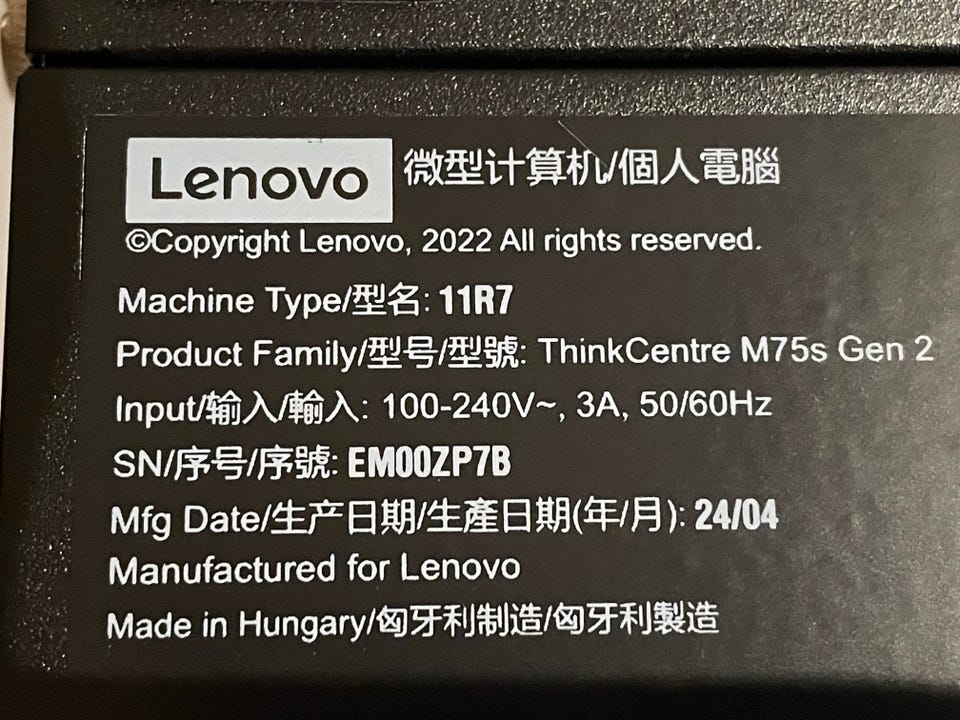 Lenovo 微型计算机/個人電腦
©Copyright Lenovo, 2022 All rights reserved.
Machine Type/型名: 11R7
Product Family/型号/型號: ThinkCentre M75s Gen 2
Input/输入/輸入: 100-240V~, 3A, 50/60Hz
SN/序号/序號: EM00ZP7B
Mfg Date/生产日期/生產日期(年/月): 24/04
Manufactured for Lenovo
Made in Hungary/匈牙利制造/匈牙利製造